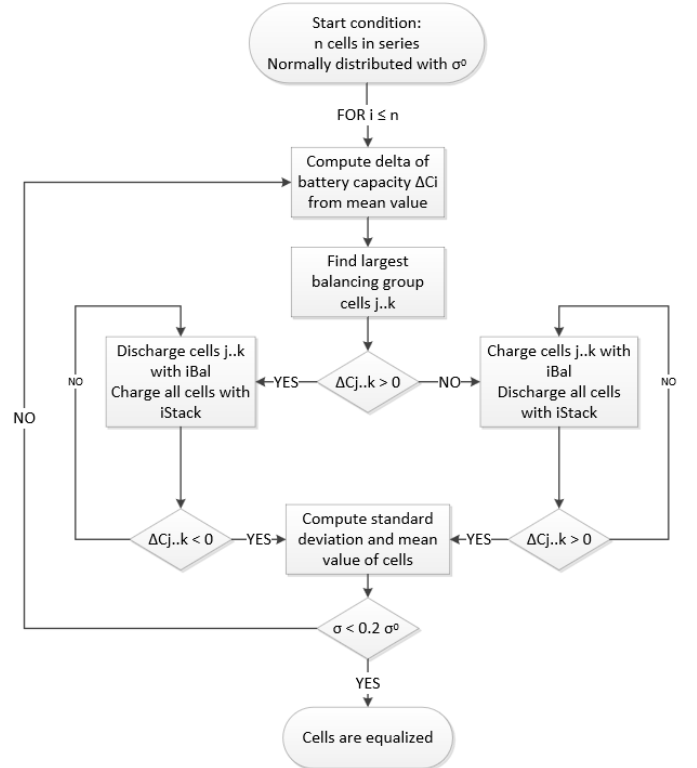 Start condition:
n cells in series
Normally distributed with σ⁰
FOR i ≤ n
Compute delta of
battery capacity ΔCi
from mean value
Find largest
balancing group
cells j..k
ΔCj..k > 0
YES
NO
Discharge cells j..k
with iBal
Charge all cells with
iStack
NO
Charge cells j..k with
iBal
Discharge all cells
with iStack
NO
NO
ΔCj..k < 0
YES
Compute standard
deviation and mean
value of cells
YES
ΔCj..k > 0
σ < 0.2 σ⁰
YES
Cells are equalized